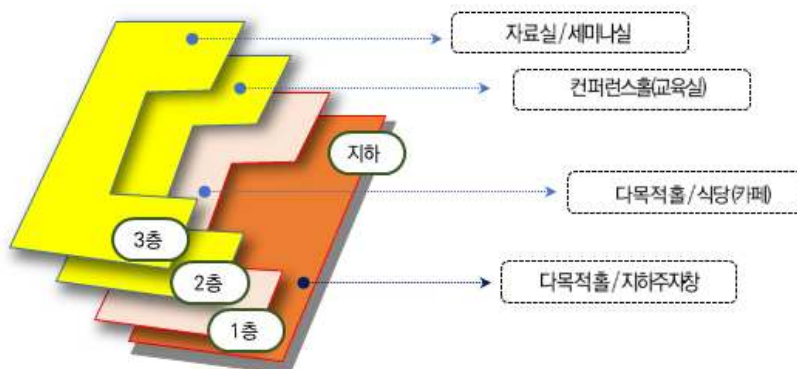 자료실/세미나실
컨퍼런스홀(교육실)
지하
다목적홀/식당(카페)
3층
2층
다목적홀/지하주자창
1층